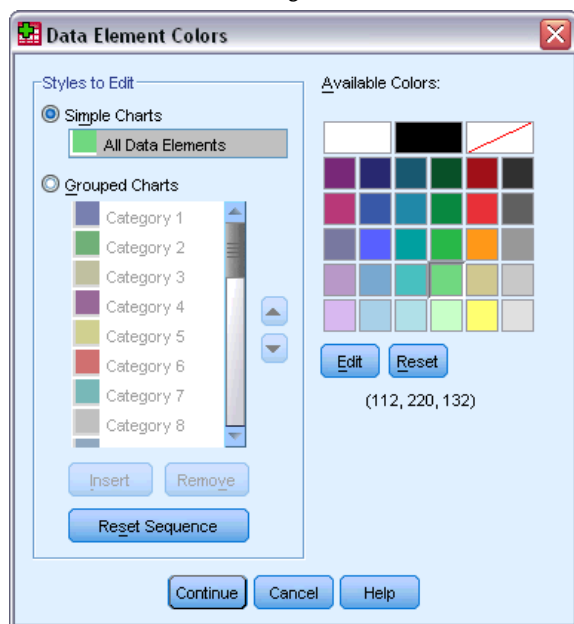 Data Element Colors
Styles to Edit
Simple Charts
All Data Elements
Grouped Charts
Category 1
Category 2
Category 3
Category 4
Category 5
Category 6
Category 7
Category 8
Insert Remove
Reset Sequence
Available Colors:
Edit Reset
(112, 220, 132)
Continue Cancel Help